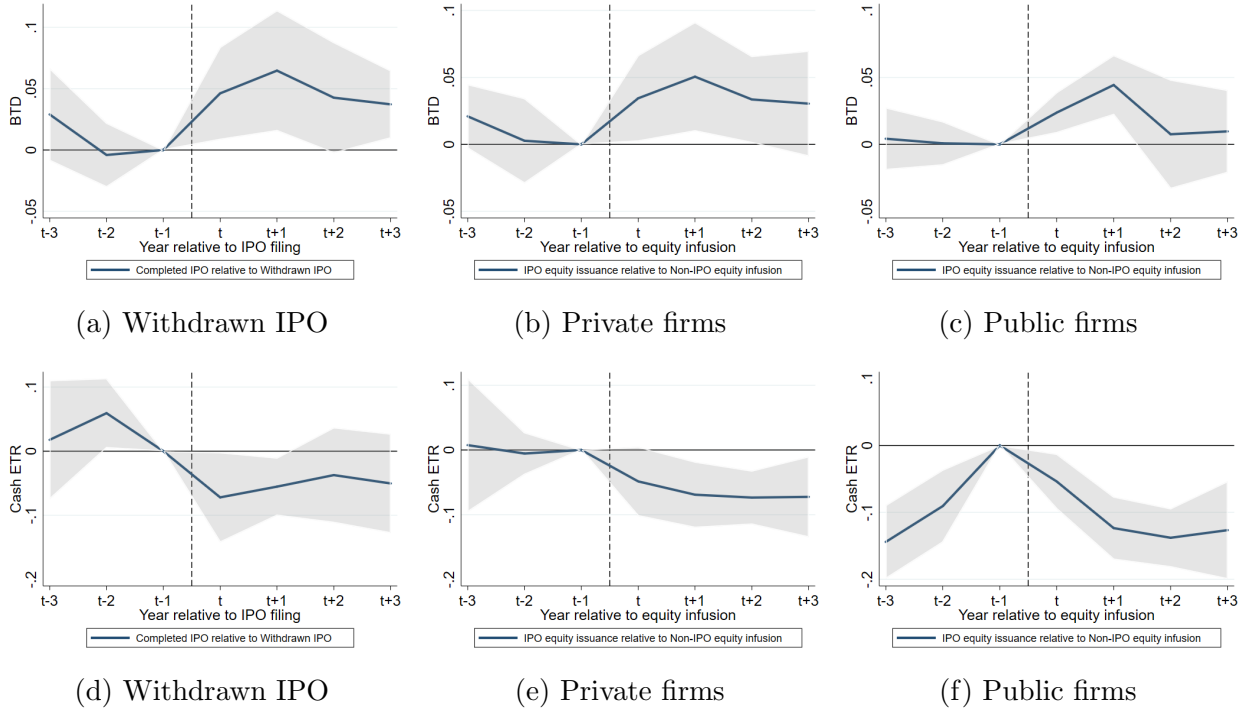 BTD
.1
.05
0
-.05
t-3 t-2 t-1 t t+1 t+2 t+3
Year relative to IPO filing
Completed IPO relative to Withdrawn IPO
(a) Withdrawn IPO
BTD
.1
.05
0
-.05
t-3 t-2 t-1 t t+1 t+2 t+3
Year relative to equity infusion
IPO equity issuance relative to Non-IPO equity infusion
(b) Private firms
BTD
.1
.05
0
-.05
t-3 t-2 t-1 t t+1 t+2 t+3
Year relative to equity infusion
IPO equity issuance relative to Non-IPO equity infusion
(c) Public firms
Cash ETR
.1
0
-.1
-.2
t-3 t-2 t-1 t t+1 t+2 t+3
Year relative to IPO filing
Completed IPO relative to Withdrawn IPO
(d) Withdrawn IPO
Cash ETR
.1
0
-.1
-.2
t-3 t-2 t-1 t t+1 t+2 t+3
Year relative to equity infusion
IPO equity issuance relative to Non-IPO equity infusion
(e) Private firms
Cash ETR
.1
0
-.1
-.2
t-3 t-2 t-1 t t+1 t+2 t+3
Year relative to equity infusion
IPO equity issuance relative to Non-IPO equity infusion
(f) Public firms